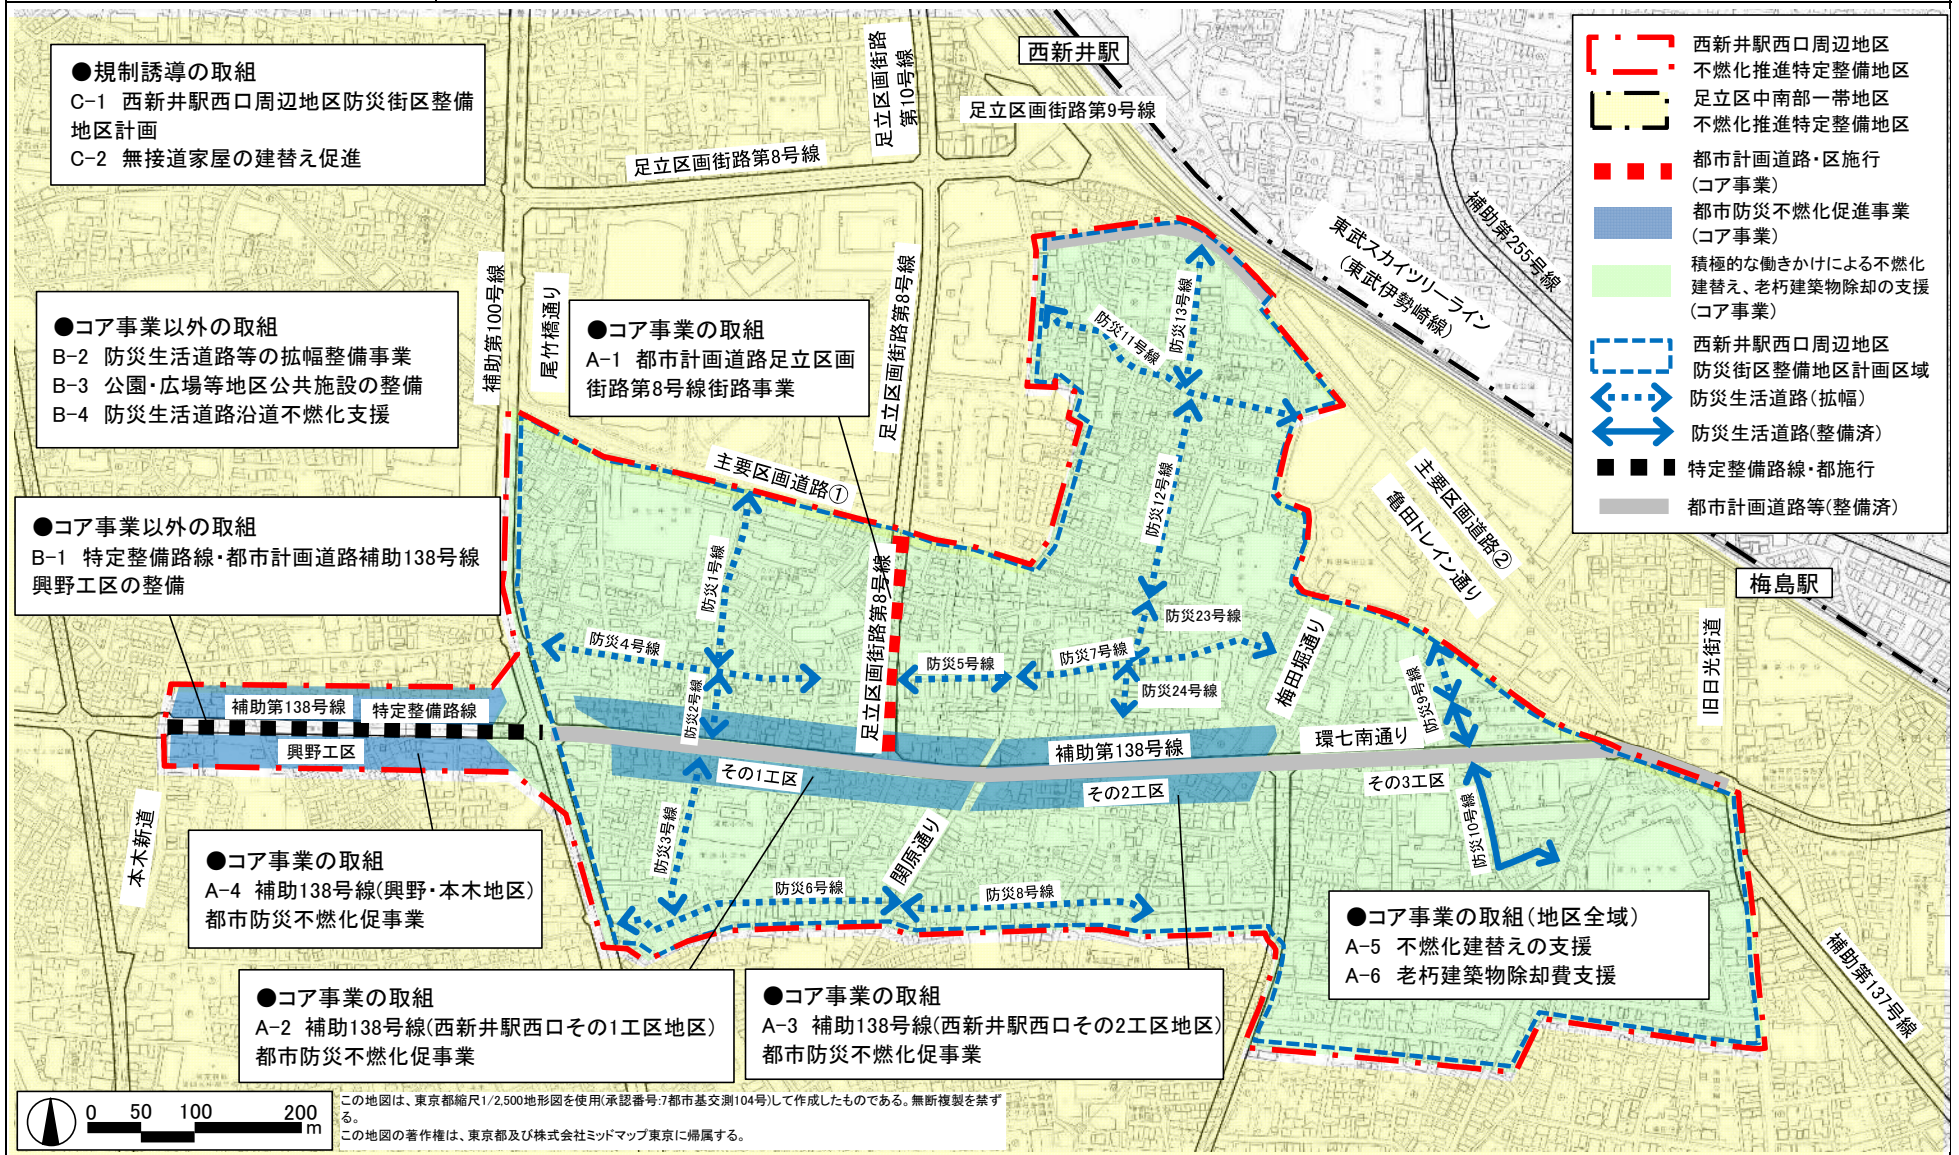 ●規制誘導の取組
C-1 西新井駅西口周辺地区防災街区整備
地区計画
C-2 無接道家屋の建替え促進
足立区画街路
第10号線
西新井駅
足立区画街路第9号線
足立区画街路第8号線
補助第255号線
東武スカイツリーライン
(東武伊勢崎線)
西新井駅西口周辺地区
不燃化推進特定整備地区
足立区中南部一帯地区
不燃化推進特定整備地区
都市計画道路・区施行
(コア事業)
都市防災不燃化促進事業
(コア事業)
積極的な働きかけによる不燃化
建替え、老朽建築物除却の支援
(コア事業)
西新井駅西口周辺地区
防災街区整備地区計画区域
防災生活道路(拡幅)
防災生活道路(整備済)
特定整備路線・都施行
都市計画道路等(整備済)
●コア事業以外の取組
B-2 防災生活道路等の拡幅整備事業
B-3 公園・広場等地区公共施設の整備
B-4 防災生活道路沿道不燃化支援
補助第100号線
尾竹橋通り
●コア事業の取組
A-1 都市計画道路足立区画
街路第8号線街路事業
足立区画街路第8号線
防災11号線
防災13号線
主要区画道路①
防災12号線
主要区画道路②
亀田トレイン通り
梅島駅
●コア事業以外の取組
B-1 特定整備路線・都市計画道路補助138号線
興野工区の整備
防災1号線
足立区画街路第8号線
防災4号線
防災5号線
防災7号線
防災23号線
防災24号線
梅田堀通り
防災9号線
旧日光街道
防災2号線
補助第138号線
特定整備路線
興野工区
その1工区
補助第138号線
その2工区
環七南通り
その3工区
本木新道
防災3号線
関原通り
防災10号線
防災6号線
防災8号線
●コア事業の取組
A-4 補助138号線(興野・本木地区)
都市防災不燃化促事業
●コア事業の取組
A-2 補助138号線(西新井駅西口その1工区地区)
都市防災不燃化促事業
●コア事業の取組
A-3 補助138号線(西新井駅西口その2工区地区)
都市防災不燃化促事業
●コア事業の取組(地区全域)
A-5 不燃化建替えの支援
A-6 老朽建築物除却費支援
補助第137号線
0 50 100 200
m
この地図は、東京都縮尺1/2,500地形図を使用(承認番号:7都市基交測104号)して作成したものである。無断複製を禁ず
る。
この地図の著作権は、東京都及び株式会社ミッドマップ東京に帰属する。